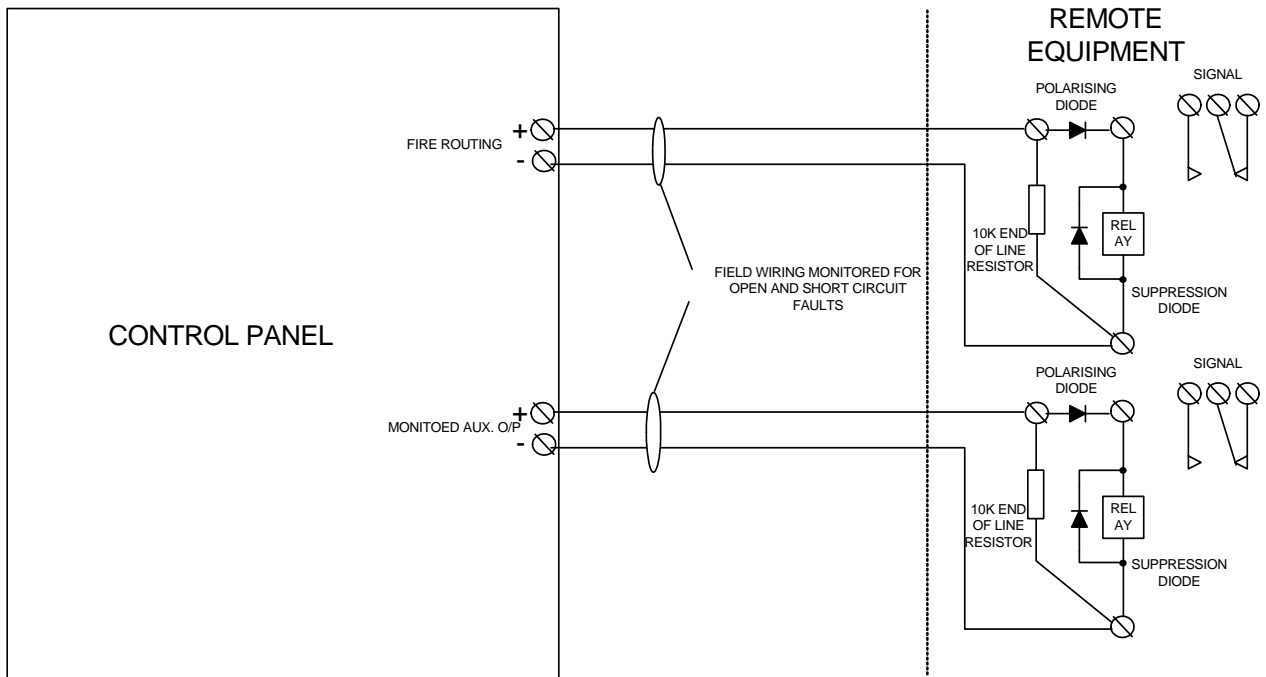 REMOTE
EQUIPMENT
SIGNAL
POLARISING
DIODE
FIRE ROUTING
+
-
10K END
OF LINE
RESISTOR
REL
AY
SUPPRESSION
DIODE
FIELD WIRING MONITORED FOR
OPEN AND SHORT CIRCUIT
FAULTS
CONTROL PANEL
SIGNAL
POLARISING
DIODE
MONITOED AUX. O/P
+
-
10K END
OF LINE
RESISTOR
REL
AY
SUPPRESSION
DIODE